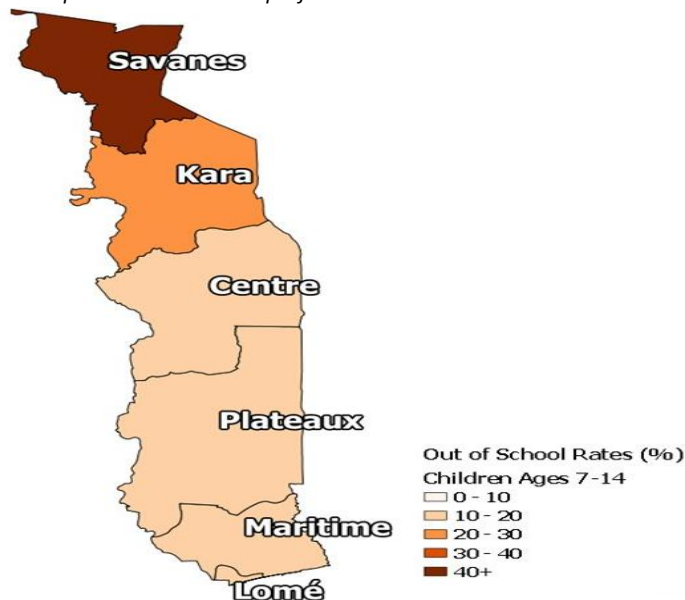 Savanes
Kara
Centre
Plateaux
Maritime
Lomé
Out of School Rates (%)
Children Ages 7-14
0 - 10
10 - 20
20 - 30
30 - 40
40+